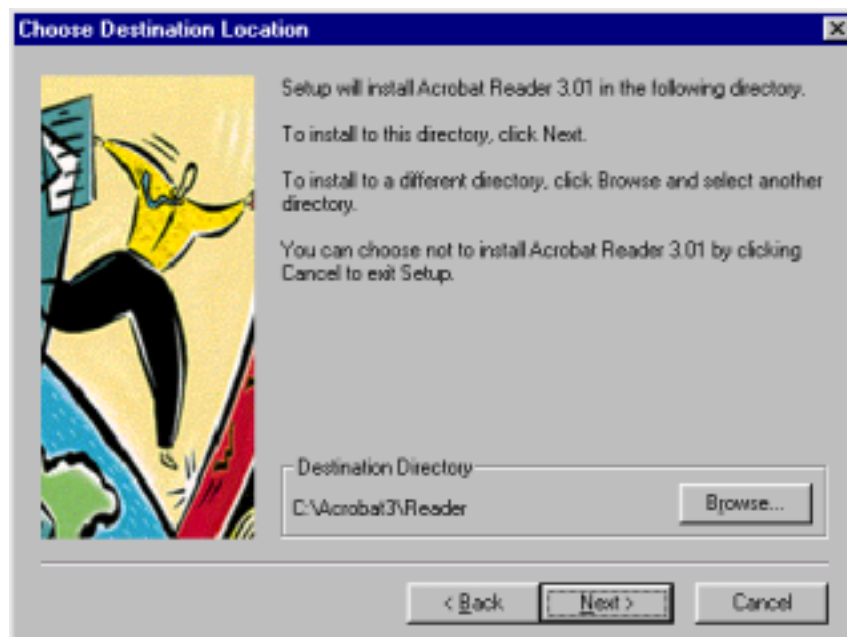 Choose Destination Location
Setup will install Acrobat Reader 3.01 in the following directory.
To install to this directory, click Next.
To install to a different directory, click Browse and select another
directory.
You can choose not to install Acrobat Reader 3.01 by clicking
Cancel to exit Setup.
Destination Directory
C:\Acrobat3\Reader
Browse...
< Back
Next >
Cancel